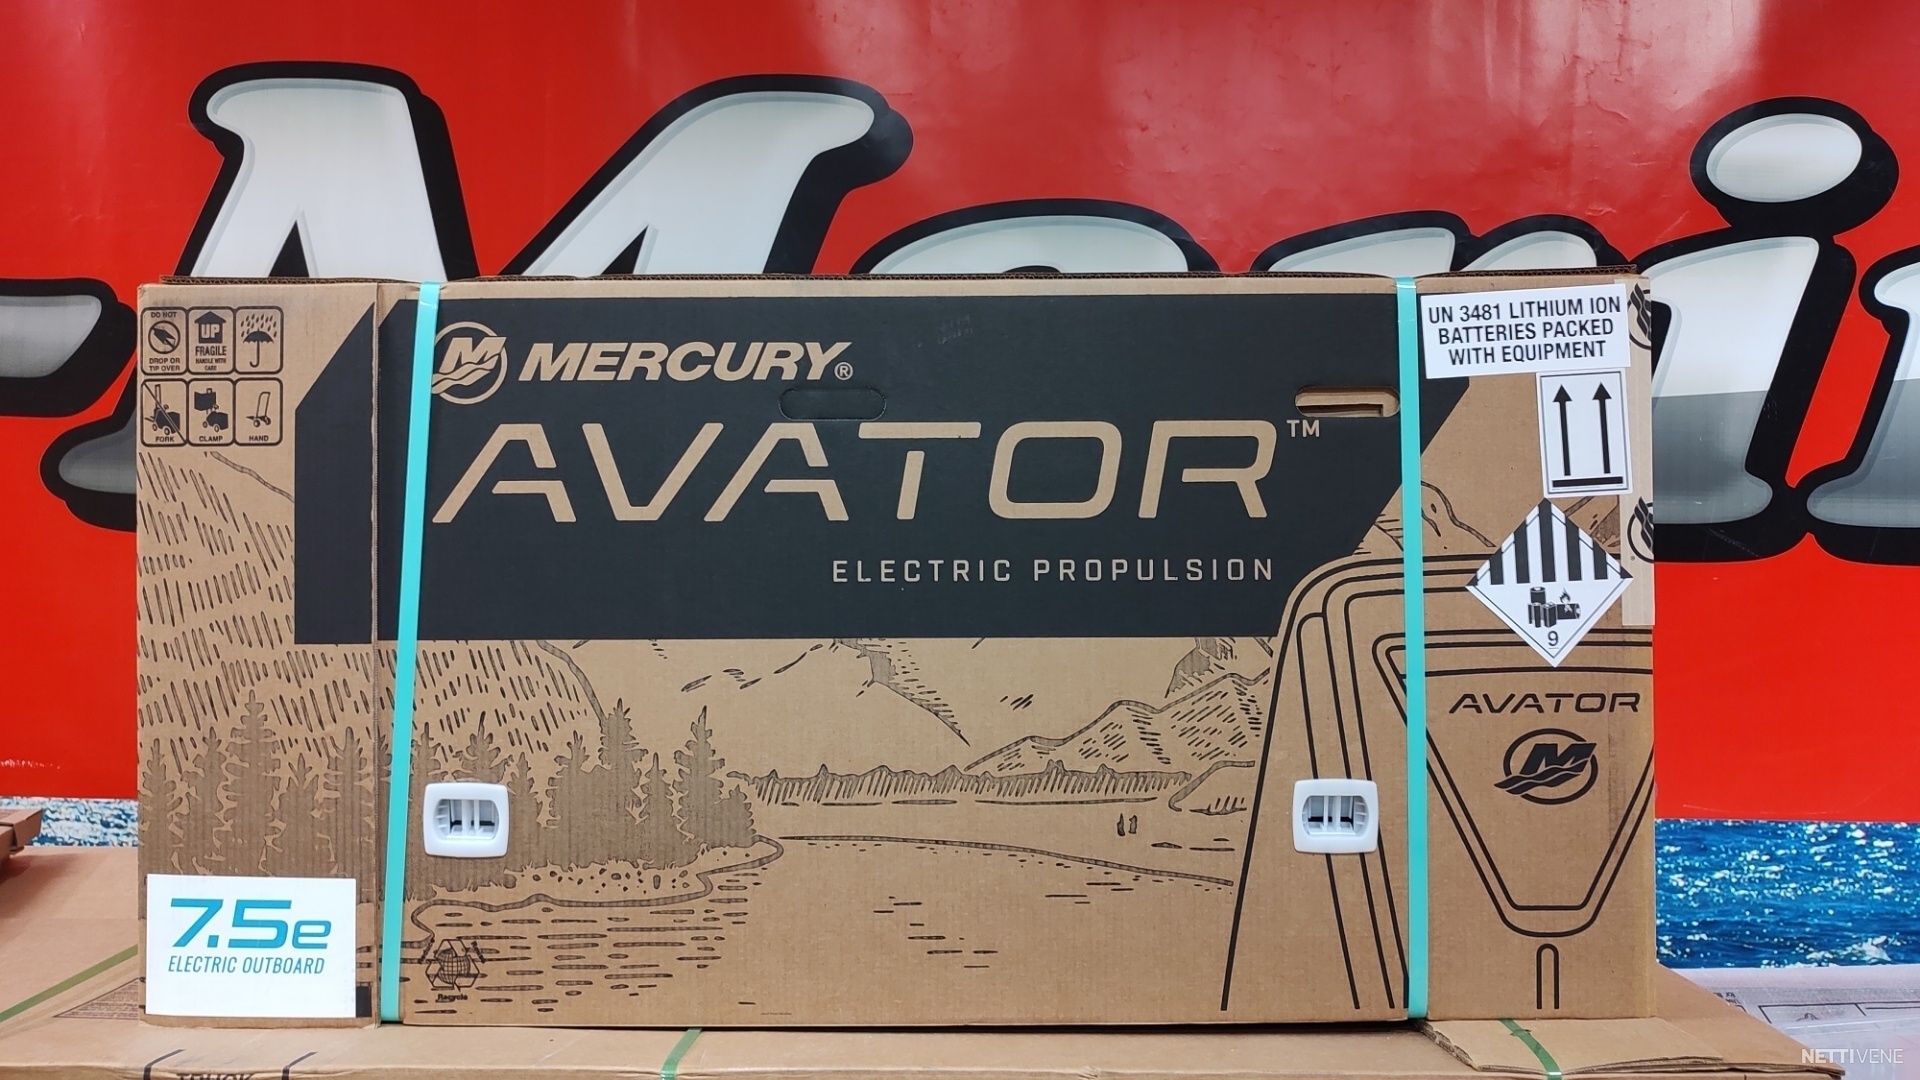 Marin
DO NOT
DROP OR
TIP OVER
UP
FRAGILE
HANDLE WITH
CARE
FORK
CLAMP
HAND
MERCURY®
AVATOR™
ELECTRIC PROPULSION
UN 3481 LITHIUM ION
BATTERIES PACKED
WITH EQUIPMENT
9
AVATOR
7.5e
ELECTRIC OUTBOARD
Recycle
NETTIVENE